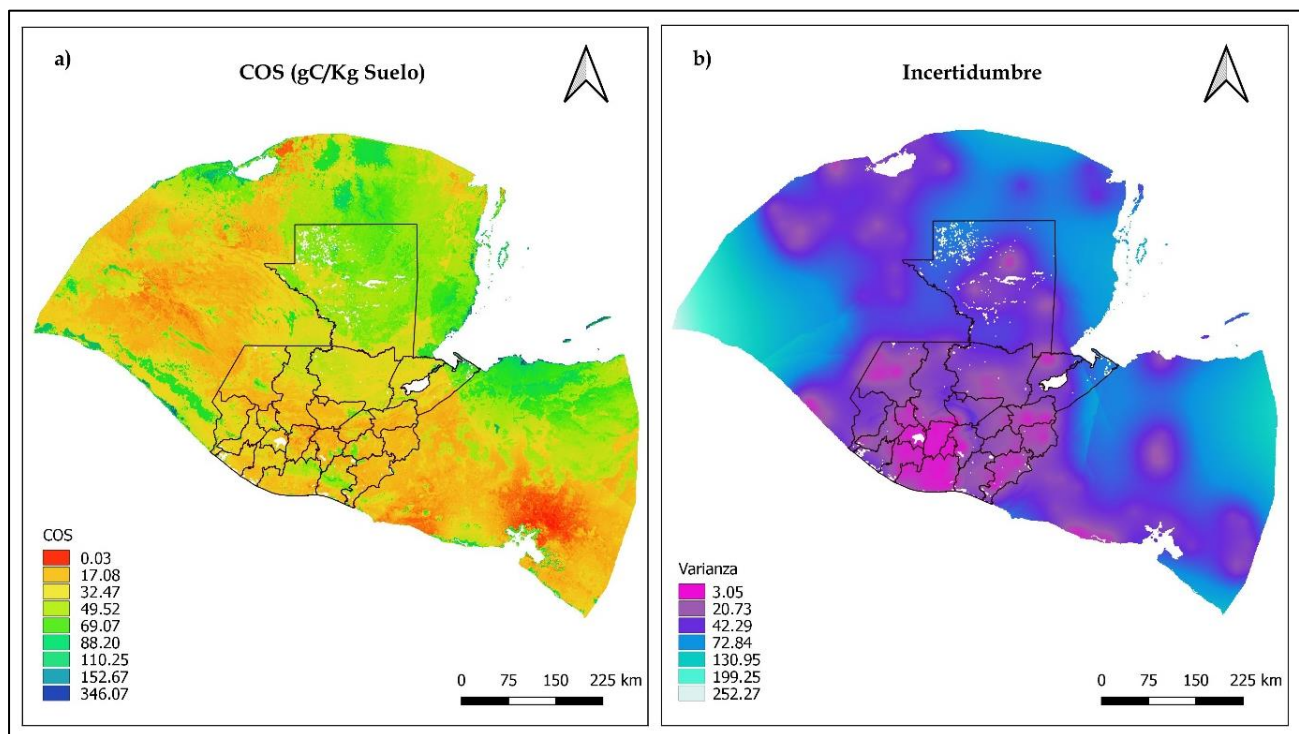 a)
COS (gC/Kg Suelo)
COS
0.03
17.08
32.47
49.52
69.07
88.20
110.25
152.67
346.07
0 75 150 225 km
b)
Incertidumbre
Varianza
3.05
20.73
42.29
72.84
130.95
199.25
252.27
0 75 150 225 km